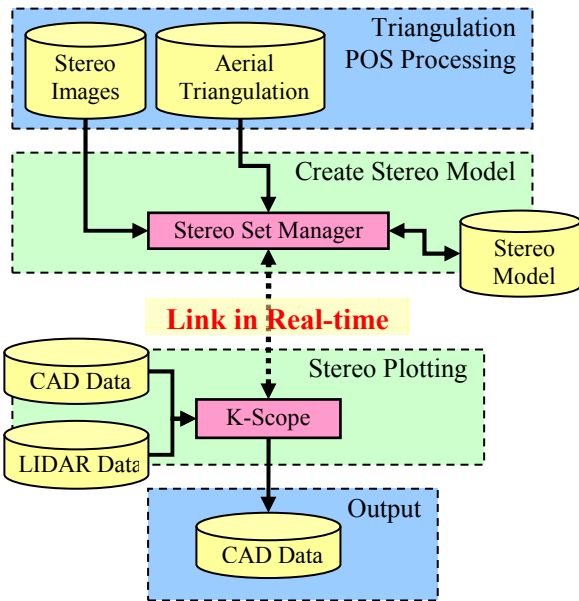 Triangulation
POS Processing
Stereo
Images
Aerial
Triangulation
Create Stereo Model
Stereo Set Manager
Stereo
Model
Link in Real-time
Stereo Plotting
CAD Data
K-Scope
LIDAR Data
Output
CAD Data